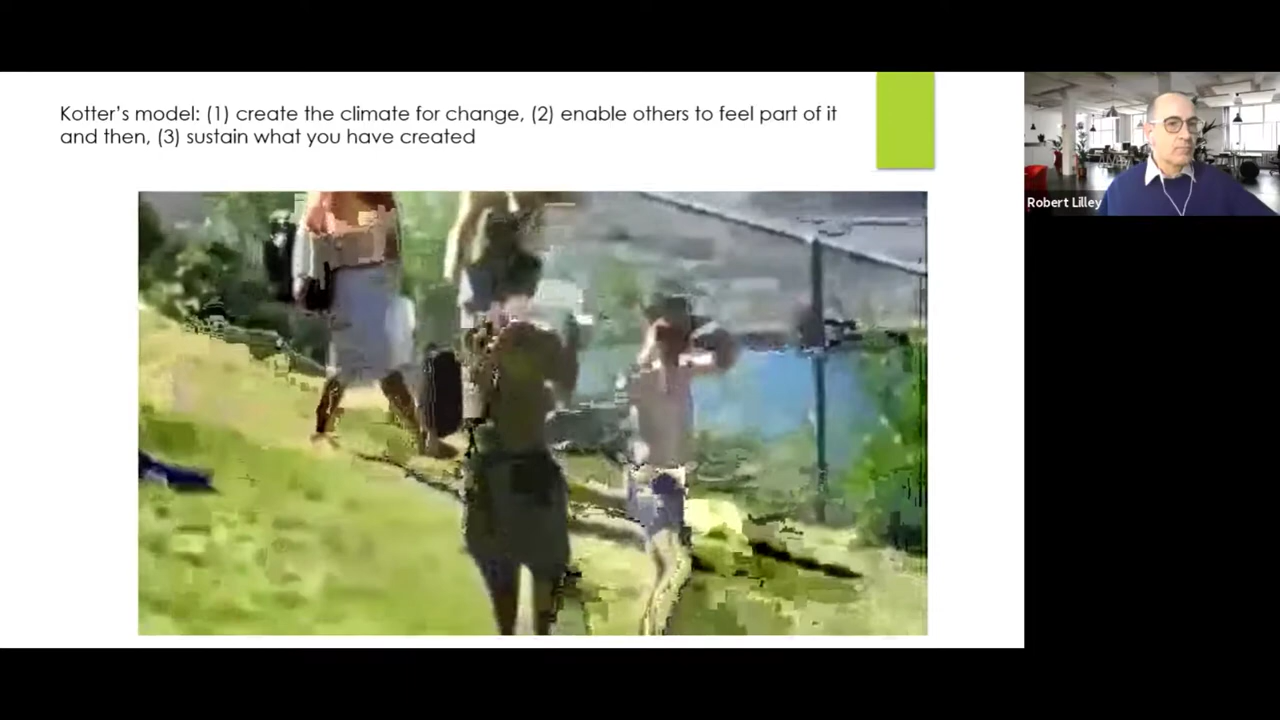 Kotter’s model: (1) create the climate for change, (2) enable others to feel part of it
and then, (3) sustain what you have created
Robert Lilley